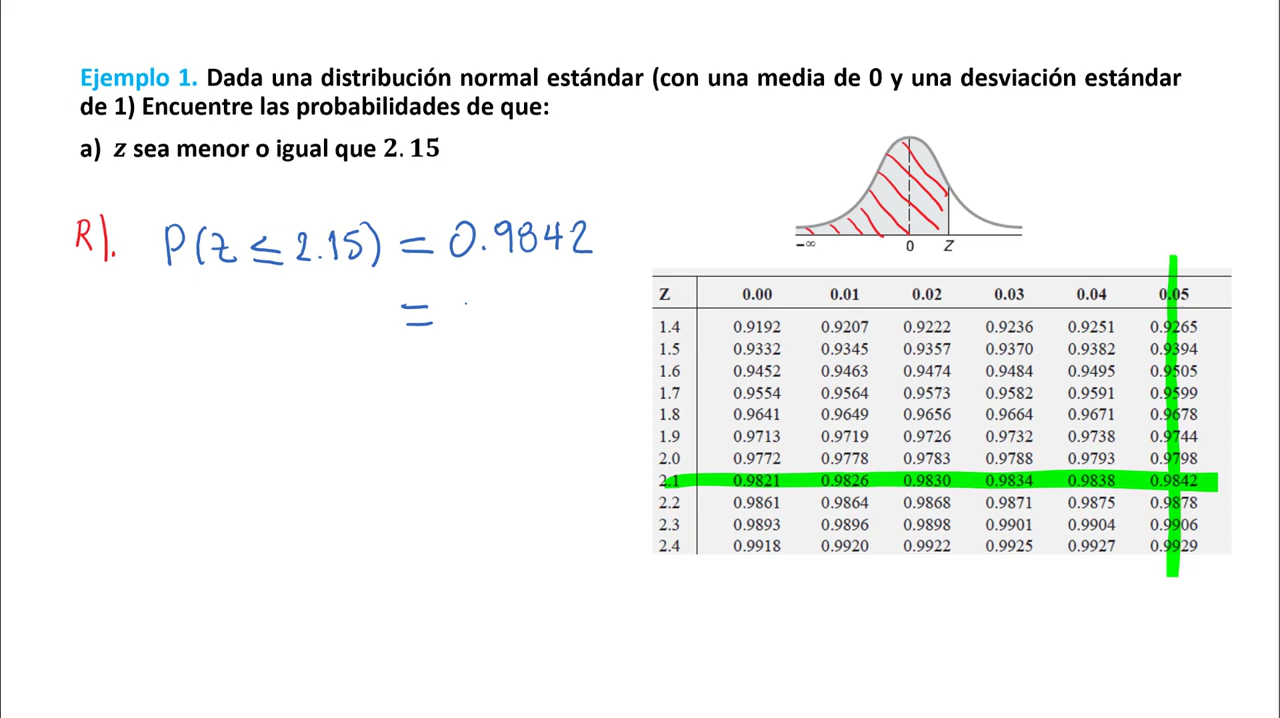 Ejemplo 1. Dada una distribución normal estándar (con una media de 0 y una desviación estándar
de 1) Encuentre las probabilidades de que:
a) z sea menor o igual que 2.15
R). P(Z ≤ 2.15) = 0.9842
=
-∞ 0 Z
Z 0.00 0.01 0.02 0.03 0.04 0.05
1.4 0.9192 0.9207 0.9222 0.9236 0.9251 0.9265
1.5 0.9332 0.9345 0.9357 0.9370 0.9382 0.9394
1.6 0.9452 0.9463 0.9474 0.9484 0.9495 0.9505
1.7 0.9554 0.9564 0.9573 0.9582 0.9591 0.9599
1.8 0.9641 0.9649 0.9656 0.9664 0.9671 0.9678
1.9 0.9713 0.9719 0.9726 0.9732 0.9738 0.9744
2.0 0.9772 0.9778 0.9783 0.9788 0.9793 0.9798
2.1 0.9821 0.9826 0.9830 0.9834 0.9838 0.9842
2.2 0.9861 0.9864 0.9868 0.9871 0.9875 0.9878
2.3 0.9893 0.9896 0.9898 0.9901 0.9904 0.9906
2.4 0.9918 0.9920 0.9922 0.9925 0.9927 0.9929